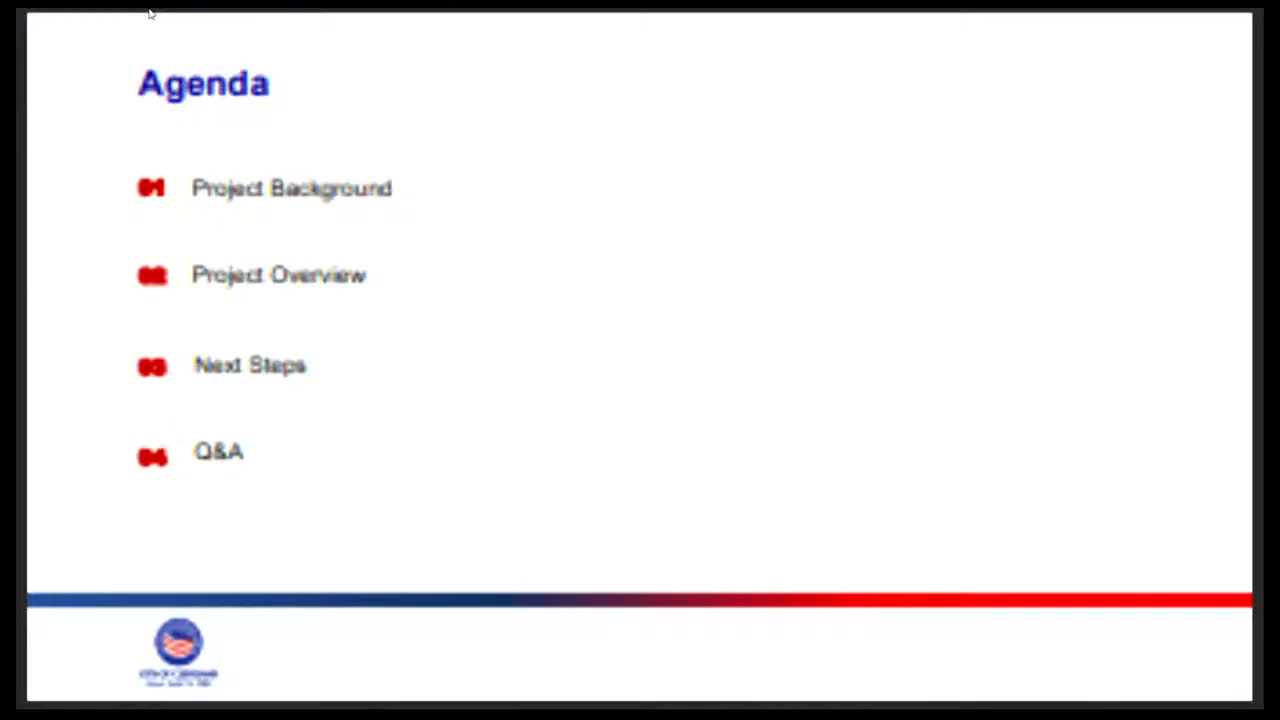 Agenda
01 Project Background
02 Project Overview
03 Next Steps
04 Q&A